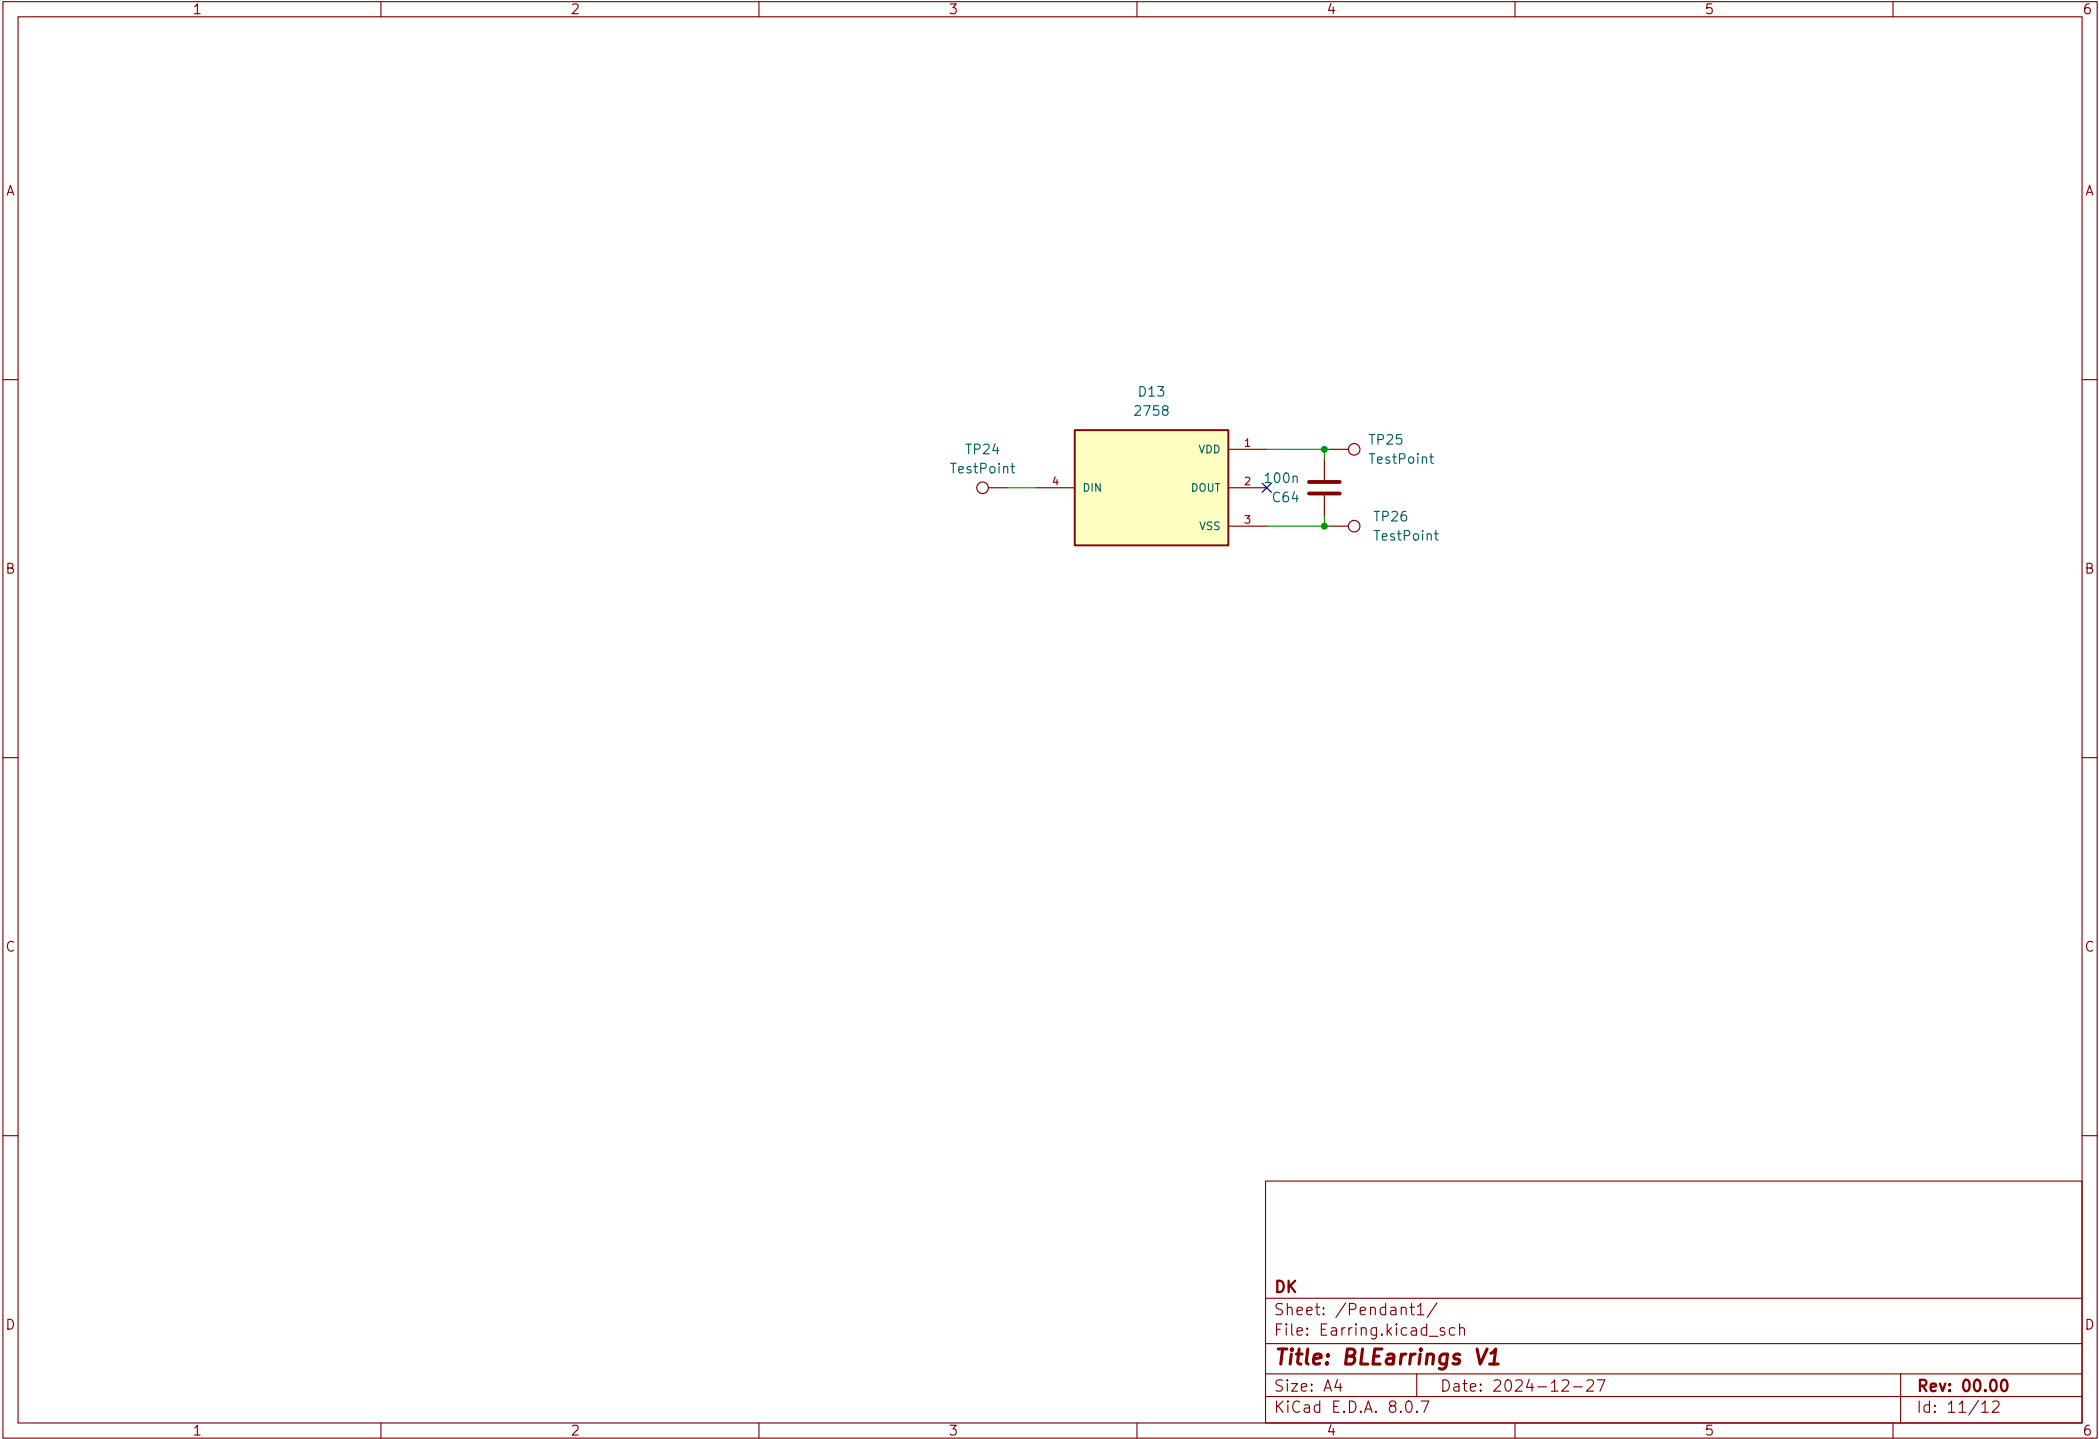 1 2 3 4 5 6
A A
D13
2758
TP24
TestPoint
4 DIN
VDD 1
DOUT 2
VSS 3
100n
C64
TP25
TestPoint
TP26
TestPoint
B B
C C
DK
Sheet: /Pendant1/
D D
File: Earring.kicad_sch
Title: BLEarrings V1
Size: A4 Date: 2024-12-27 Rev: 00.00
KiCad E.D.A. 8.0.7 Id: 11/12
1 2 3 4 5 6